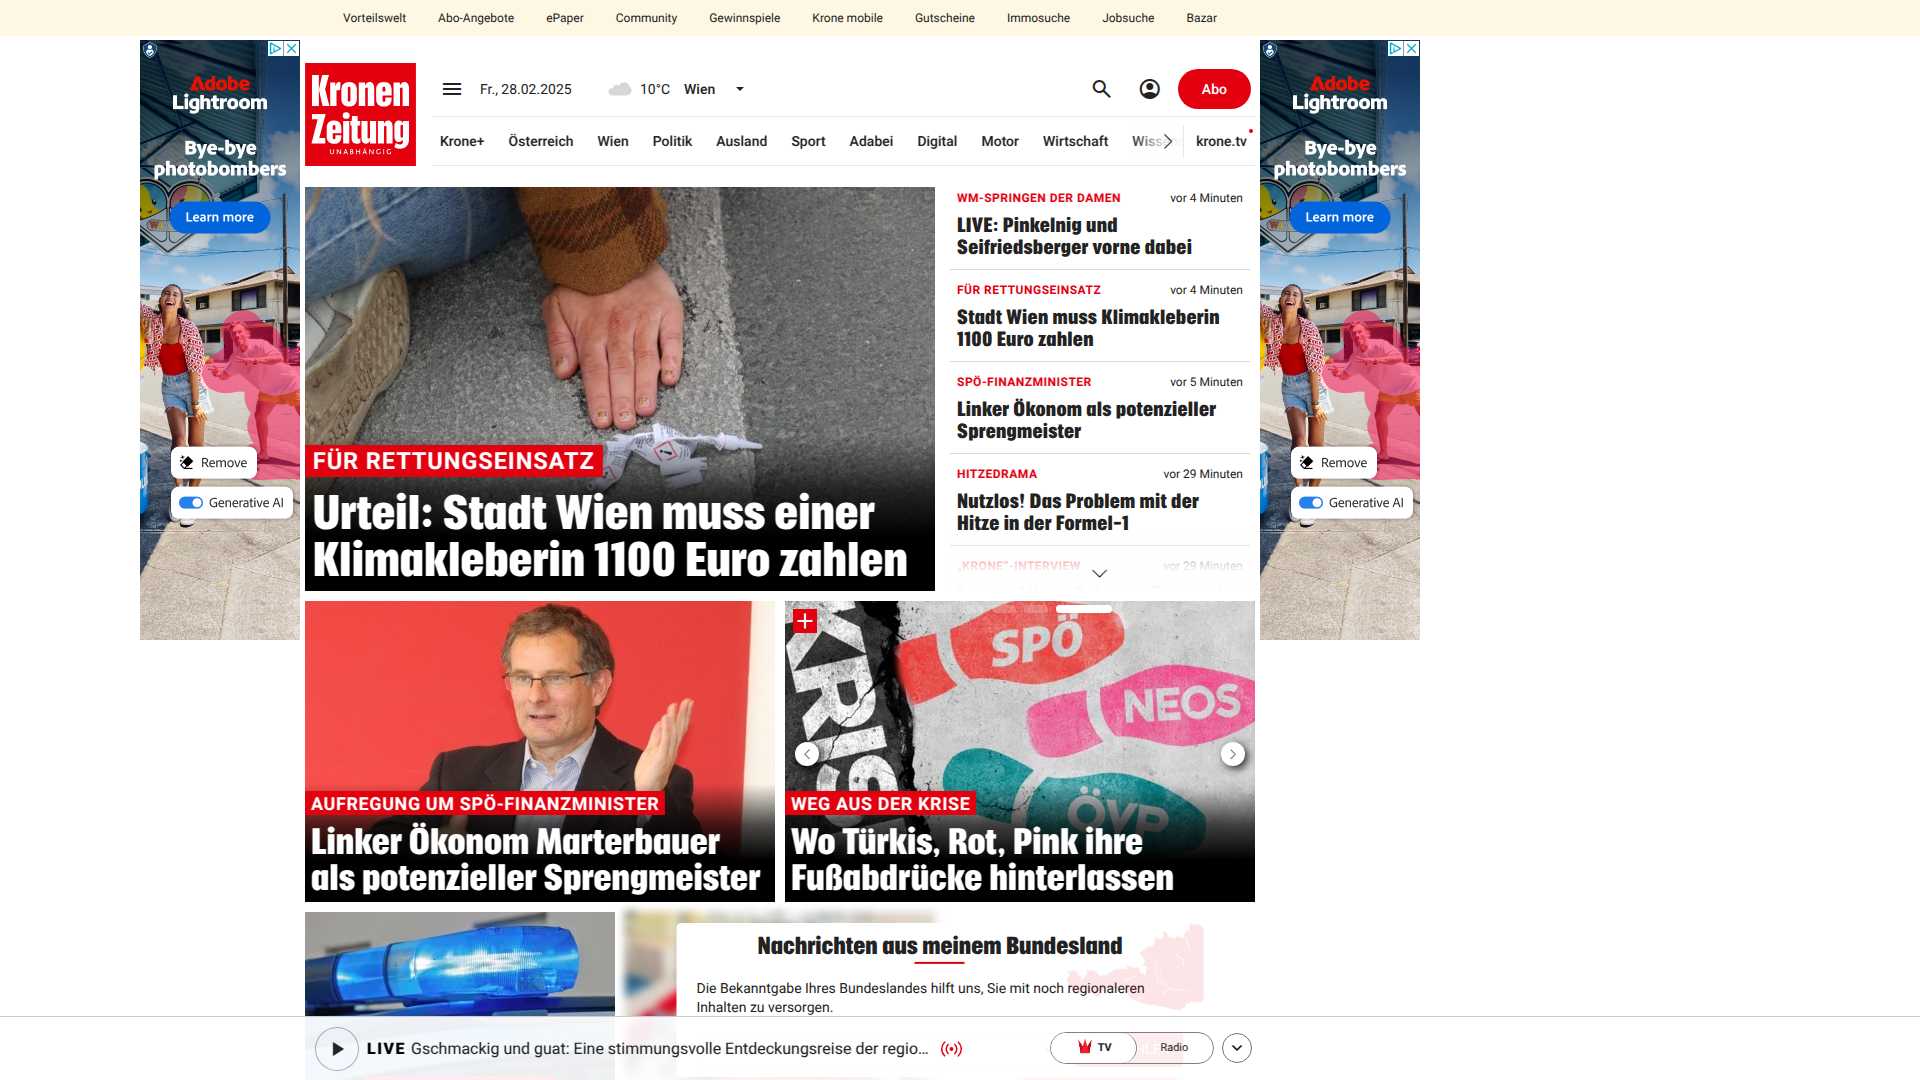 Vorteilswelt Abo-Angebote ePaper Community Gewinnspiele Krone mobile Gutscheine Immosuche Jobsuche Bazar
Adobe
Lightroom
Bye-bye
photobombers
Learn more
Remove
Generative AI
Kronen
Zeitung
UNABHÄNGIG
Fr., 28.02.2025 10°C Wien
Abo
Krone+ Österreich Wien Politik Ausland Sport Adabei Digital Motor Wirtschaft krone.tv
FÜR RETTUNGSEINSATZ
Urteil: Stadt Wien muss einer
Klimakleberin 1100 Euro zahlen
WM-SPRINGEN DER DAMEN vor 4 Minuten
LIVE: Pinkelnig und
Seifriedsberger vorne dabei
FÜR RETTUNGSEINSATZ vor 4 Minuten
Stadt Wien muss Klimakleberin
1100 Euro zahlen
SPÖ-FINANZMINISTER vor 5 Minuten
Linker Ökonom als potenzieller
Sprengmeister
HITZEDRAMA vor 29 Minuten
Nutzlos! Das Problem mit der
Hitze in der Formel-1
„KRONE"-INTERVIEW vor 29 Minuten
Adobe
Lightroom
Bye-bye
photobombers
Learn more
Remove
Generative AI
AUFREGUNG UM SPÖ-FINANZMINISTER
Linker Ökonom Marterbauer
als potenzieller Sprengmeister
KRISE
SPÖ
NEOS
ÖVP
WEG AUS DER KRISE
Wo Türkis, Rot, Pink ihre
Fußabdrücke hinterlassen
Nachrichten aus meinem Bundesland
Die Bekanntgabe Ihres Bundeslandes hilft uns, Sie mit noch regionaleren
Inhalten zu versorgen.
LIVE Gschmackig und guat: Eine stimmungsvolle Entdeckungsreise der regio...
TV Radio